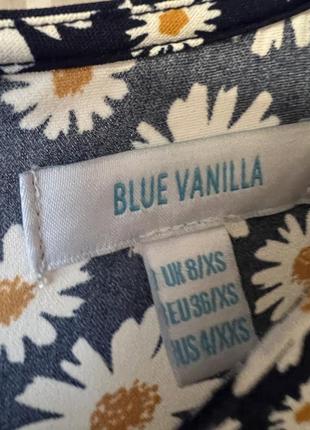 BLUE VANILLA
UK 8/XS
EU 36/XS
US 4/XXS